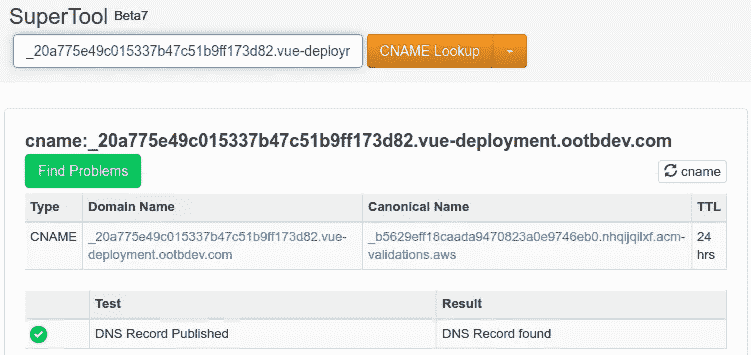 SuperTool Beta7
_20a775e49c015337b47c51b9ff173d82.vue-deployr
CNAME Lookup
cname:_20a775e49c015337b47c51b9ff173d82.vue-deployment.ootbdev.com
Find Problems
cname
Type Domain Name Canonical Name TTL
CNAME _20a775e49c015337b47c51b9ff173d82.vue- _b5629eff18caada9470823a0e9746eb0.nhqijqilxf.acm- 24
deployment.ootbdev.com validations.aws hrs
Test Result
DNS Record Published DNS Record found